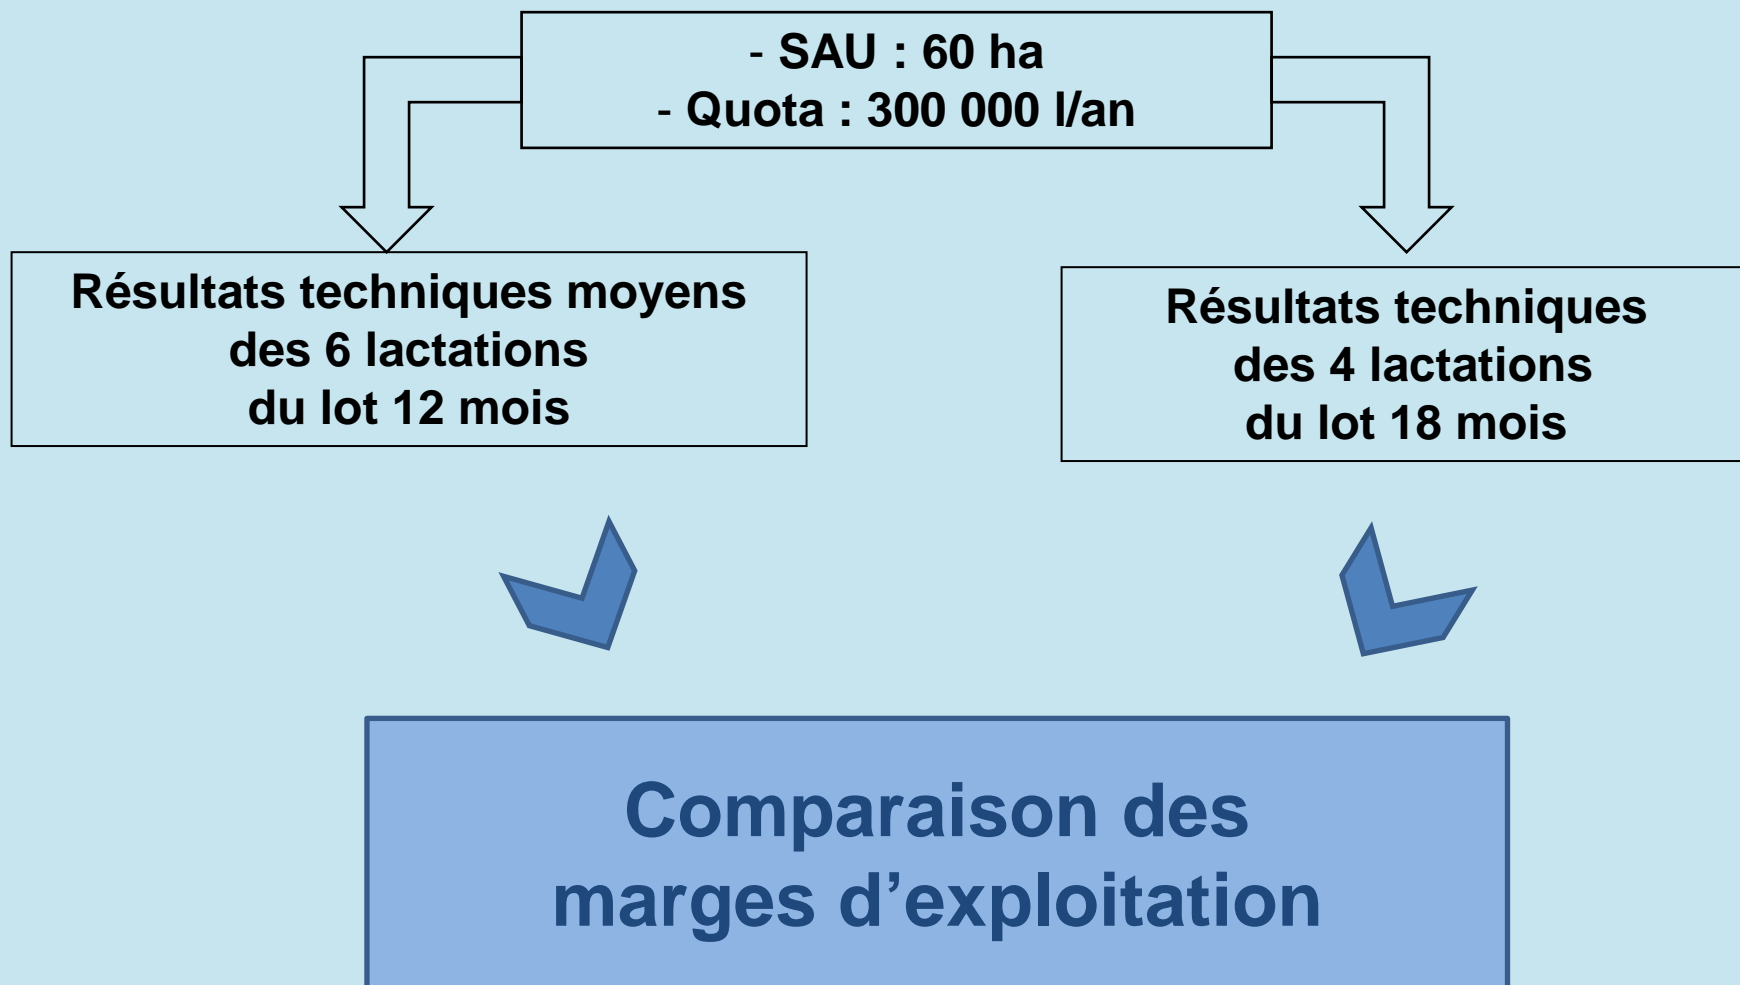 - SAU : 60 ha
- Quota : 300 000 l/an
Résultats techniques moyens
des 6 lactations
du lot 12 mois
Résultats techniques
des 4 lactations
du lot 18 mois
Comparaison des
marges d’exploitation